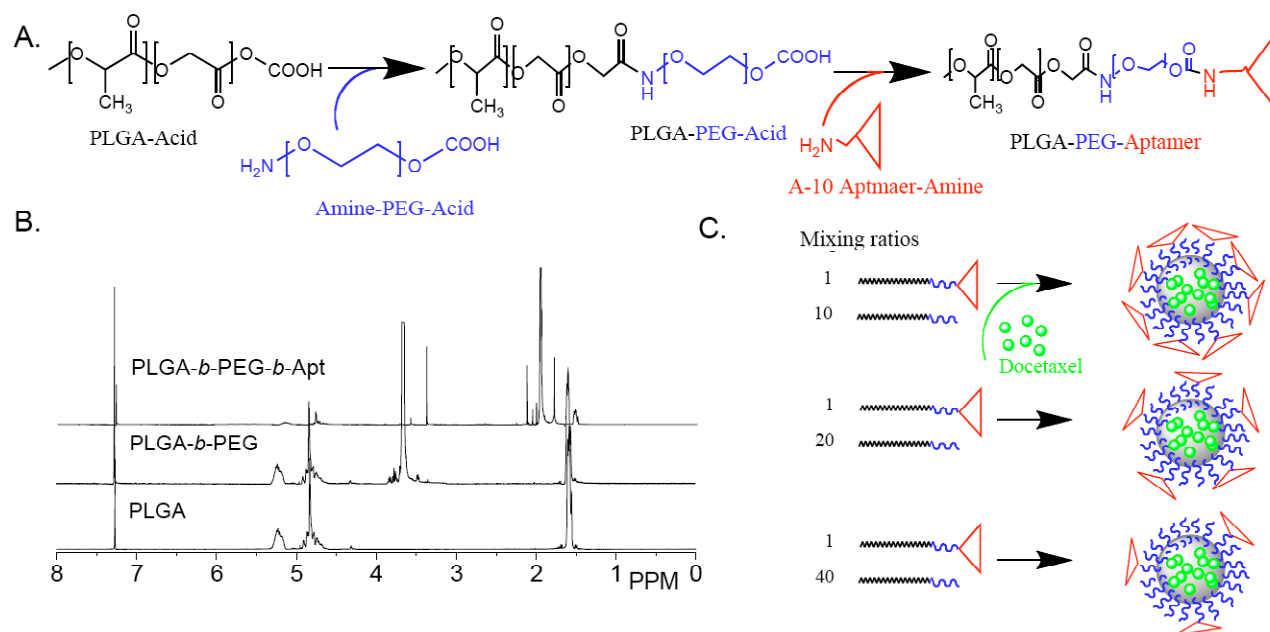 A.
O
O
O
COOH
O
O
CH3
O
PLGA-Acid
H2N
O
O
COOH
Amine-PEG-Acid
O
O
O
O
O
COOH
O
O
N
H
O
CH3
O
PLGA-PEG-Acid
H2N
A-10 Aptmaer-Amine
O
O
O
O
O
H
N
O
O
N
H
O
O
CH3
O
PLGA-PEG-Aptamer
B.
PLGA-b-PEG-b-Apt
PLGA-b-PEG
PLGA
8 7 6 5 4 3 2 1 0
PPM
C.
Mixing ratios
1
10
Docetaxel
1
20
1
40